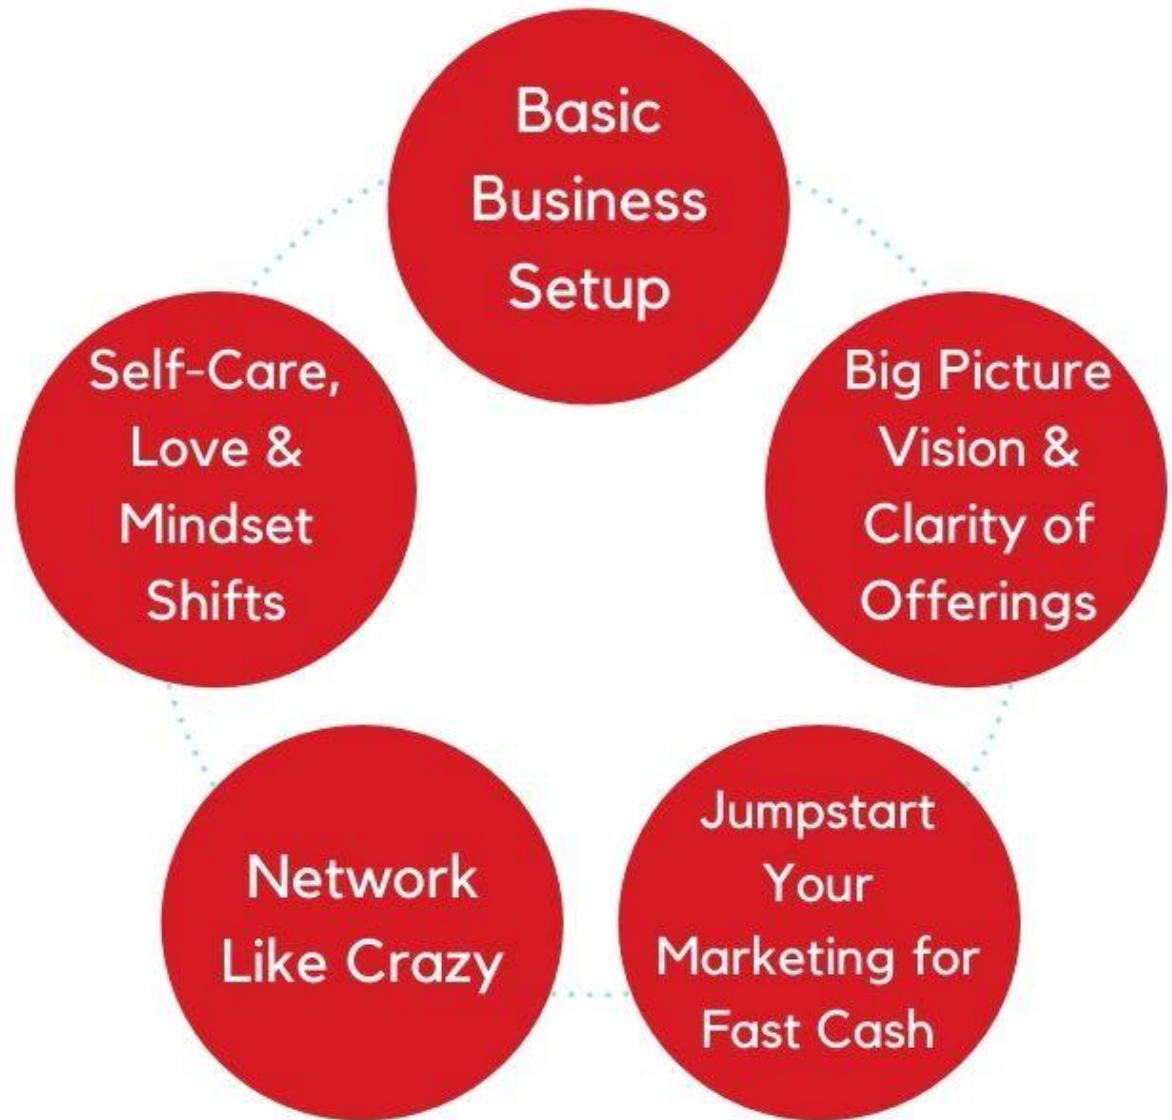 Basic
Business
Setup
Self-Care,
Love &
Mindset
Shifts
Big Picture
Vision &
Clarity of
Offerings
Network
Like Crazy
Jumpstart
Your
Marketing for
Fast Cash